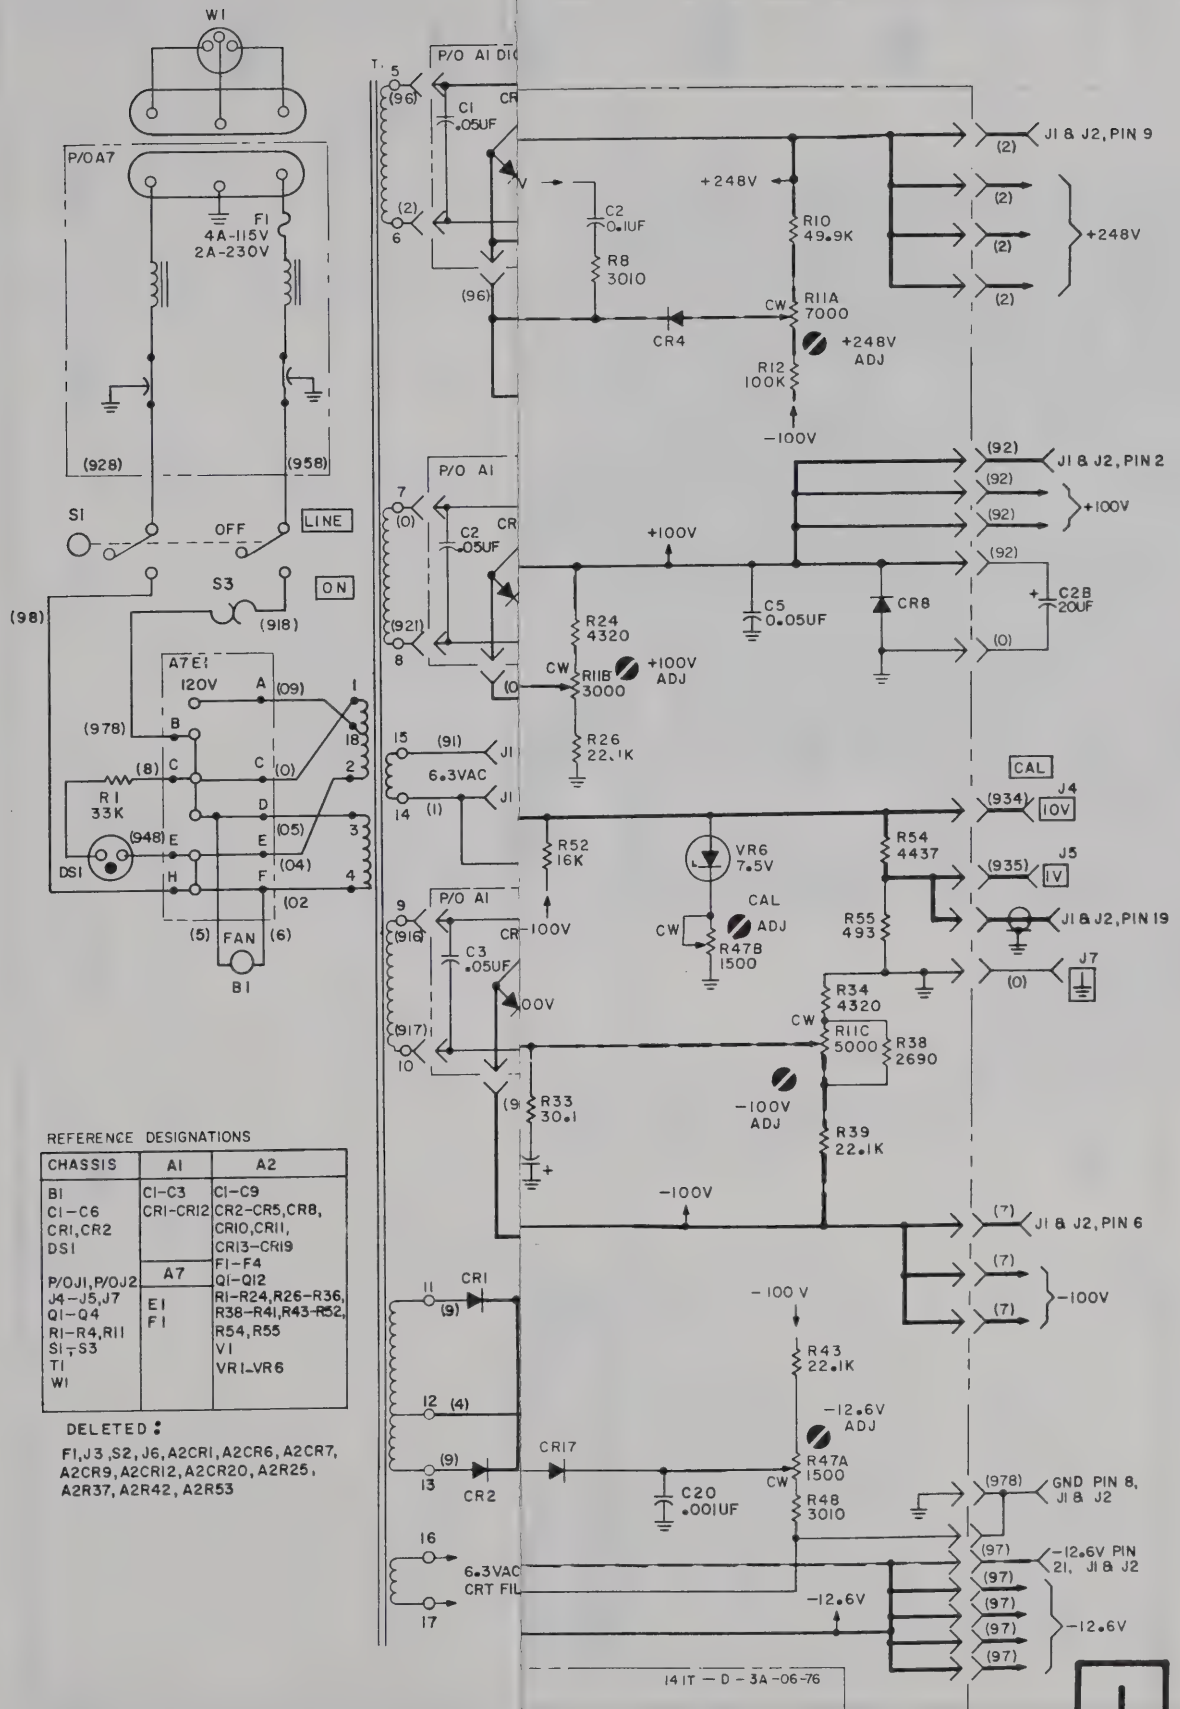 W1
P/O A7
F1
4A-115V
2A-230V
(928)
(958)
S1
OFF
LINE
ON
S3
(98)
(918)
A7E1
120V
A
(09)
(978)
B
(8)
C
C
(0)
R1
33K
D
(05)
(948)
E
E
(04)
DS1
H
F
(02
(5)
FAN
(6)
B1
1
18
2
3
4
T.
5
(96)
P/O A1 DIO
C1
.05UF
CR
(2)
6
(96)
V
C2
0.1UF
R8
3010
CR4
+248V
R10
49.9K
CW
R11A
7000
+248V
ADJ
R12
100K
-100V
(2)
J1 & J2, PIN 9
(2)
(2)
(2)
+248V
7
(0)
P/O A1
C2
.05UF
CR
(921)
8
(0
+100V
R24
4320
CW
R11B
3000
+100V
ADJ
R26
22.1K
C5
0.05UF
CR8
(92)
J1 & J2, PIN 2
(92)
(92)
+100V
(92)
+
C2B
20UF
(0)
15
(91)
J1
6.3VAC
14
(1)
J1
R52
16K
-100V
VR6
7.5V
CAL
ADJ
CW
R47B
1500
R54
4437
R55
493
CAL
(934)
J4
10V
(935)
J5
1V
J1 & J2, PIN 19
(0)
J7
9
(916)
P/O A1
C3
.05UF
CR
00V
(917)
10
(9
R33
30.1
+
R34
4320
CW
R11C
5000
R38
2690
-100V
ADJ
R39
22.1K
-100V
(7)
J1 & J2, PIN 6
(7)
(7)
-100V
REFERENCE DESIGNATIONS
CHASSIS
A1
A2
B1
C1-C6
CR1,CR2
DS1
P/OJ1,P/OJ2
J4-J5,J7
Q1-Q4
R1-R4,R11
S1,-S3
T1
W1
C1-C3
CR1-CR12
A7
E1
F1
C1-C9
CR2-CR5,CR8,
CR10,CR11,
CR13-CR19
F1-F4
Q1-Q12
R1-R24,R26-R36,
R38-R41,R43-R52,
R54,R55
V1
VR1-VR6
DELETED:
F1,J3,S2,J6,A2CR1,A2CR6,A2CR7,
A2CR9,A2CR12,A2CR20,A2R25,
A2R37,A2R42,A2R53
11
(9)
CR1
12
(4)
13
(9)
CR2
16
6.3VAC
CRT FIL
17
CR17
C20
.001UF
-100V
R43
22.1K
-12.6V
ADJ
R47A
1500
CW
R48
3010
-12.6V
(978)
GND PIN 8,
J1 & J2
(97)
-12.6V PIN
21, J1 & J2
(97)
(97)
(97)
(97)
-12.6V
141T-D-3A-06-76